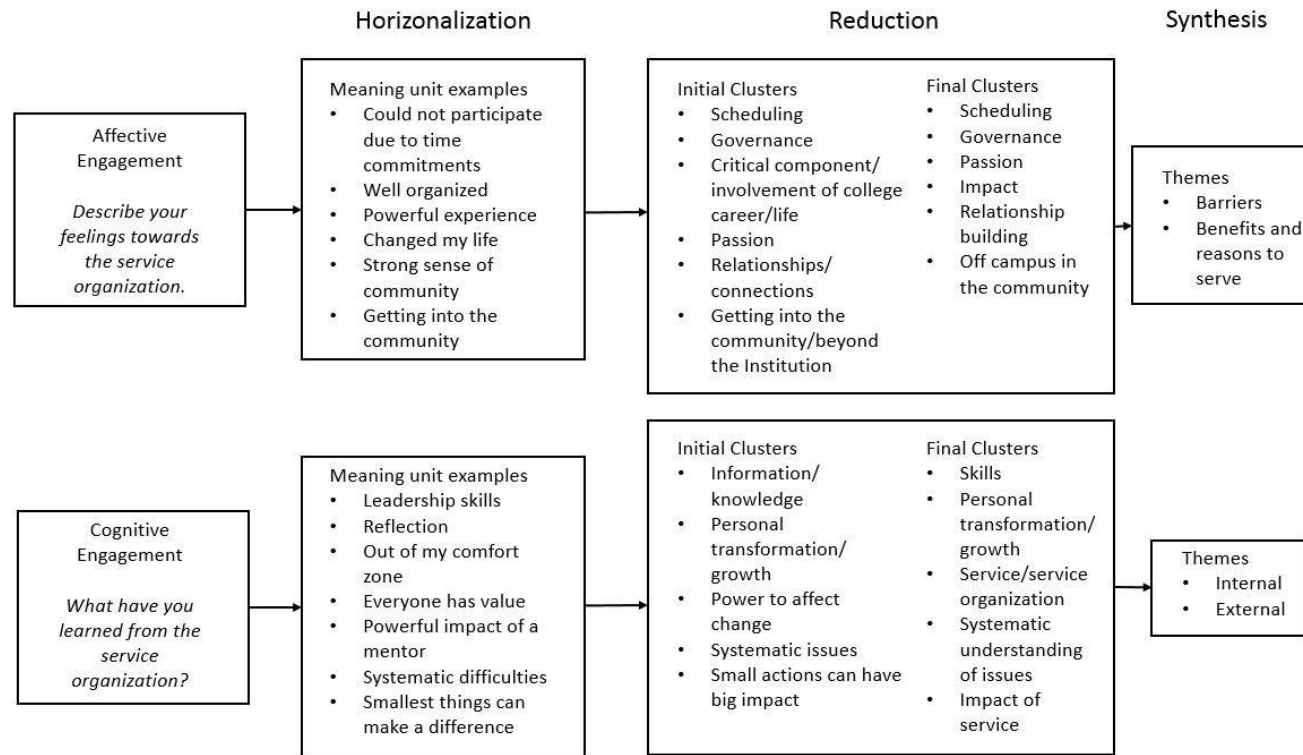 Horizonalization
Reduction
Synthesis
Affective
Engagement
Describe your
feelings towards
the service
organization.
Meaning unit examples
• Could not participate
due to time
commitments
• Well organized
• Powerful experience
• Changed my life
• Strong sense of
community
• Getting into the
community
Initial Clusters
• Scheduling
• Governance
• Critical component/
involvement of college
career/life
• Passion
• Relationships/
connections
• Getting into the
community/beyond
the Institution
Final Clusters
• Scheduling
• Governance
• Passion
• Impact
• Relationship
building
• Off campus in
the community
Themes
• Barriers
• Benefits and
reasons to
serve
Cognitive
Engagement
What have you
learned from the
service
organization?
Meaning unit examples
• Leadership skills
• Reflection
• Out of my comfort
zone
• Everyone has value
• Powerful impact of a
mentor
• Systematic difficulties
• Smallest things can
make a difference
Initial Clusters
• Information/
knowledge
• Personal
transformation/
growth
• Power to affect
change
• Systematic issues
• Small actions can have
big impact
Final Clusters
• Skills
• Personal
transformation/
growth
• Service/service
organization
• Systematic
understanding
of issues
• Impact of
service
Themes
• Internal
• External